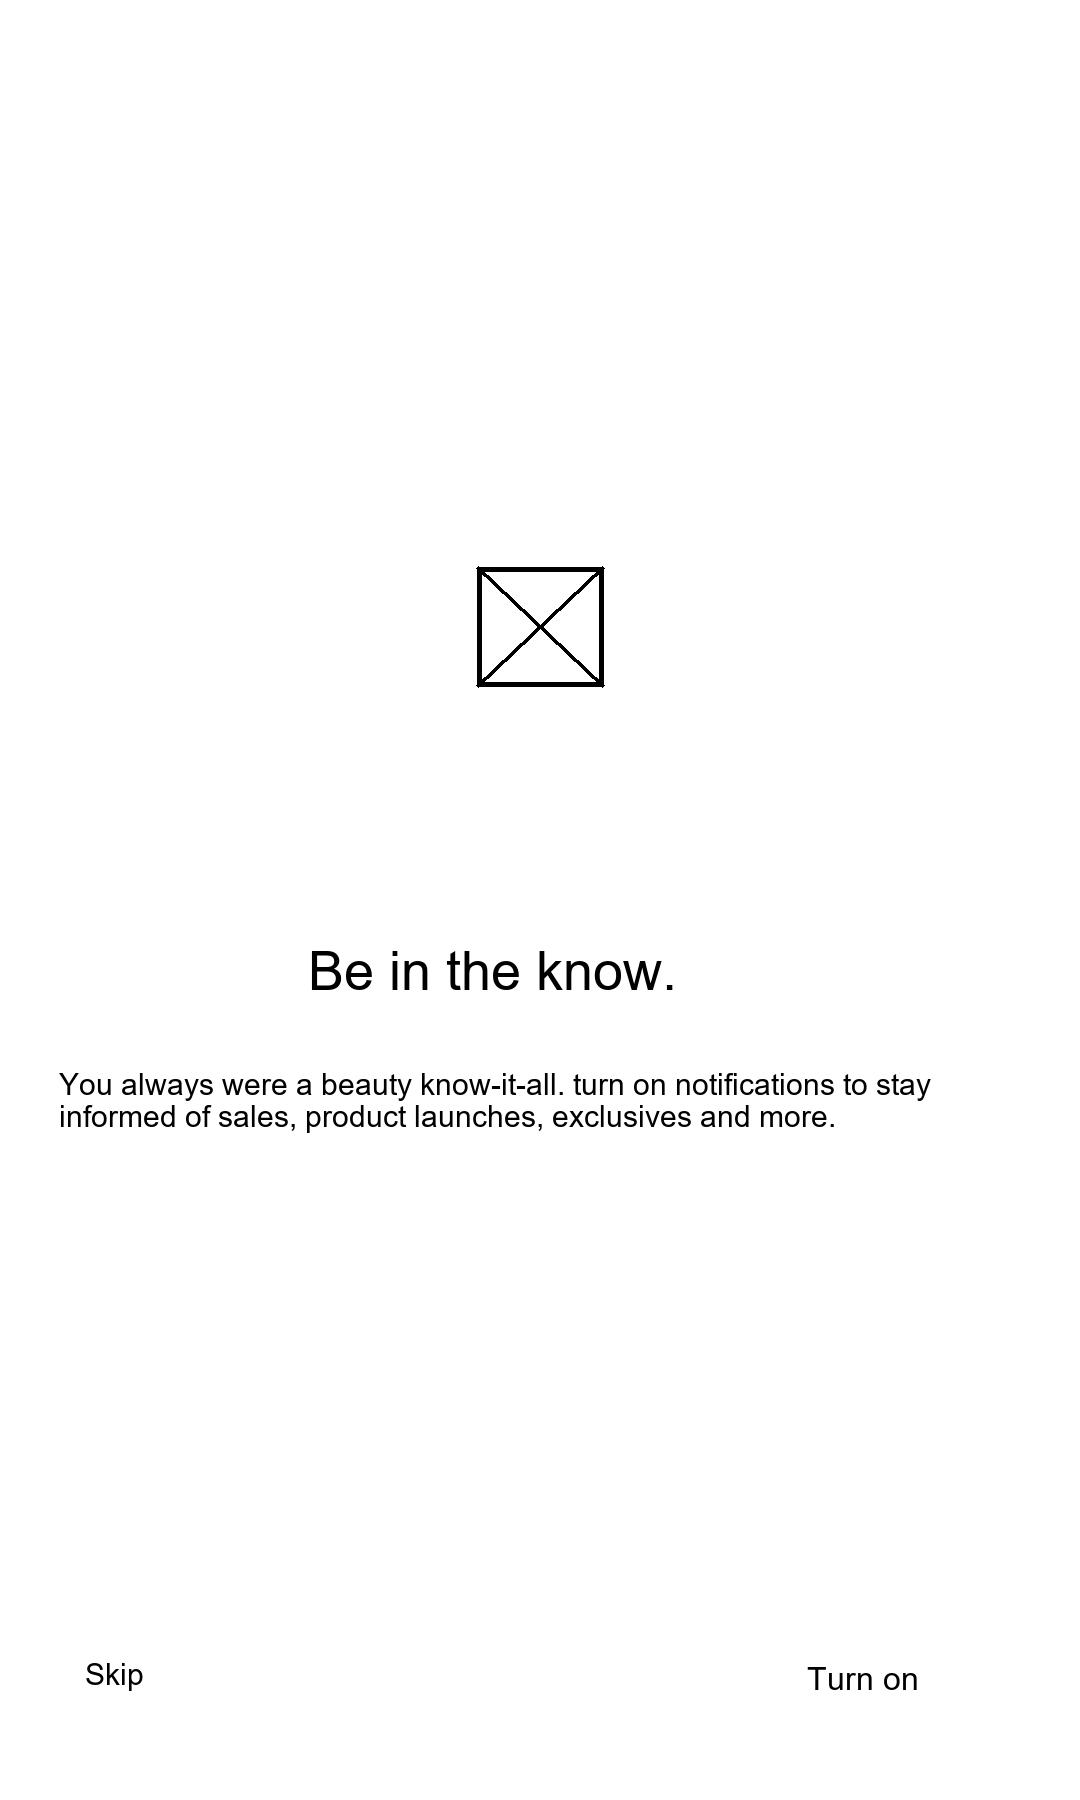 Be in the know.
You always were a beauty know-it-all. turn on notifications to stay
informed of sales, product launches, exclusives and more.
Skip
Turn on